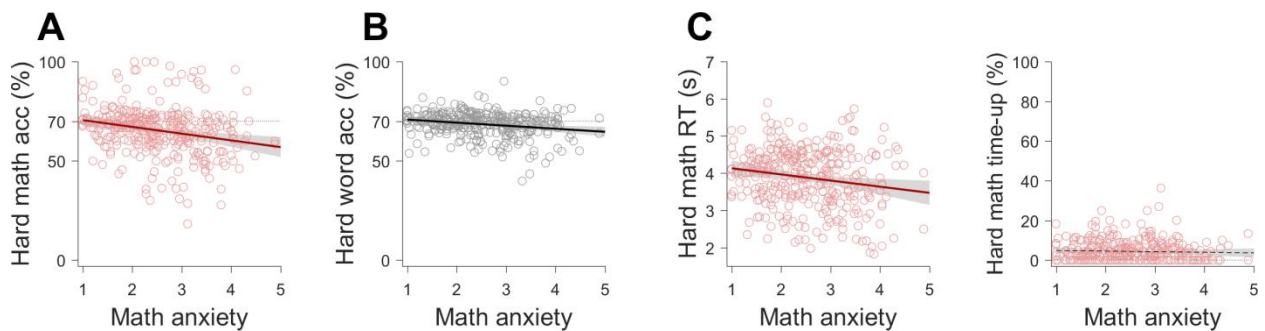 A
Hard math acc (%)
100
70
50
0
1 2 3 4 5
Math anxiety
B
Hard word acc (%)
100
70
50
0
1 2 3 4 5
Math anxiety
C
Hard math RT (s)
7
6
5
4
3
2
1 2 3 4 5
Math anxiety
Hard math time-up (%)
100
80
60
40
20
0
1 2 3 4 5
Math anxiety